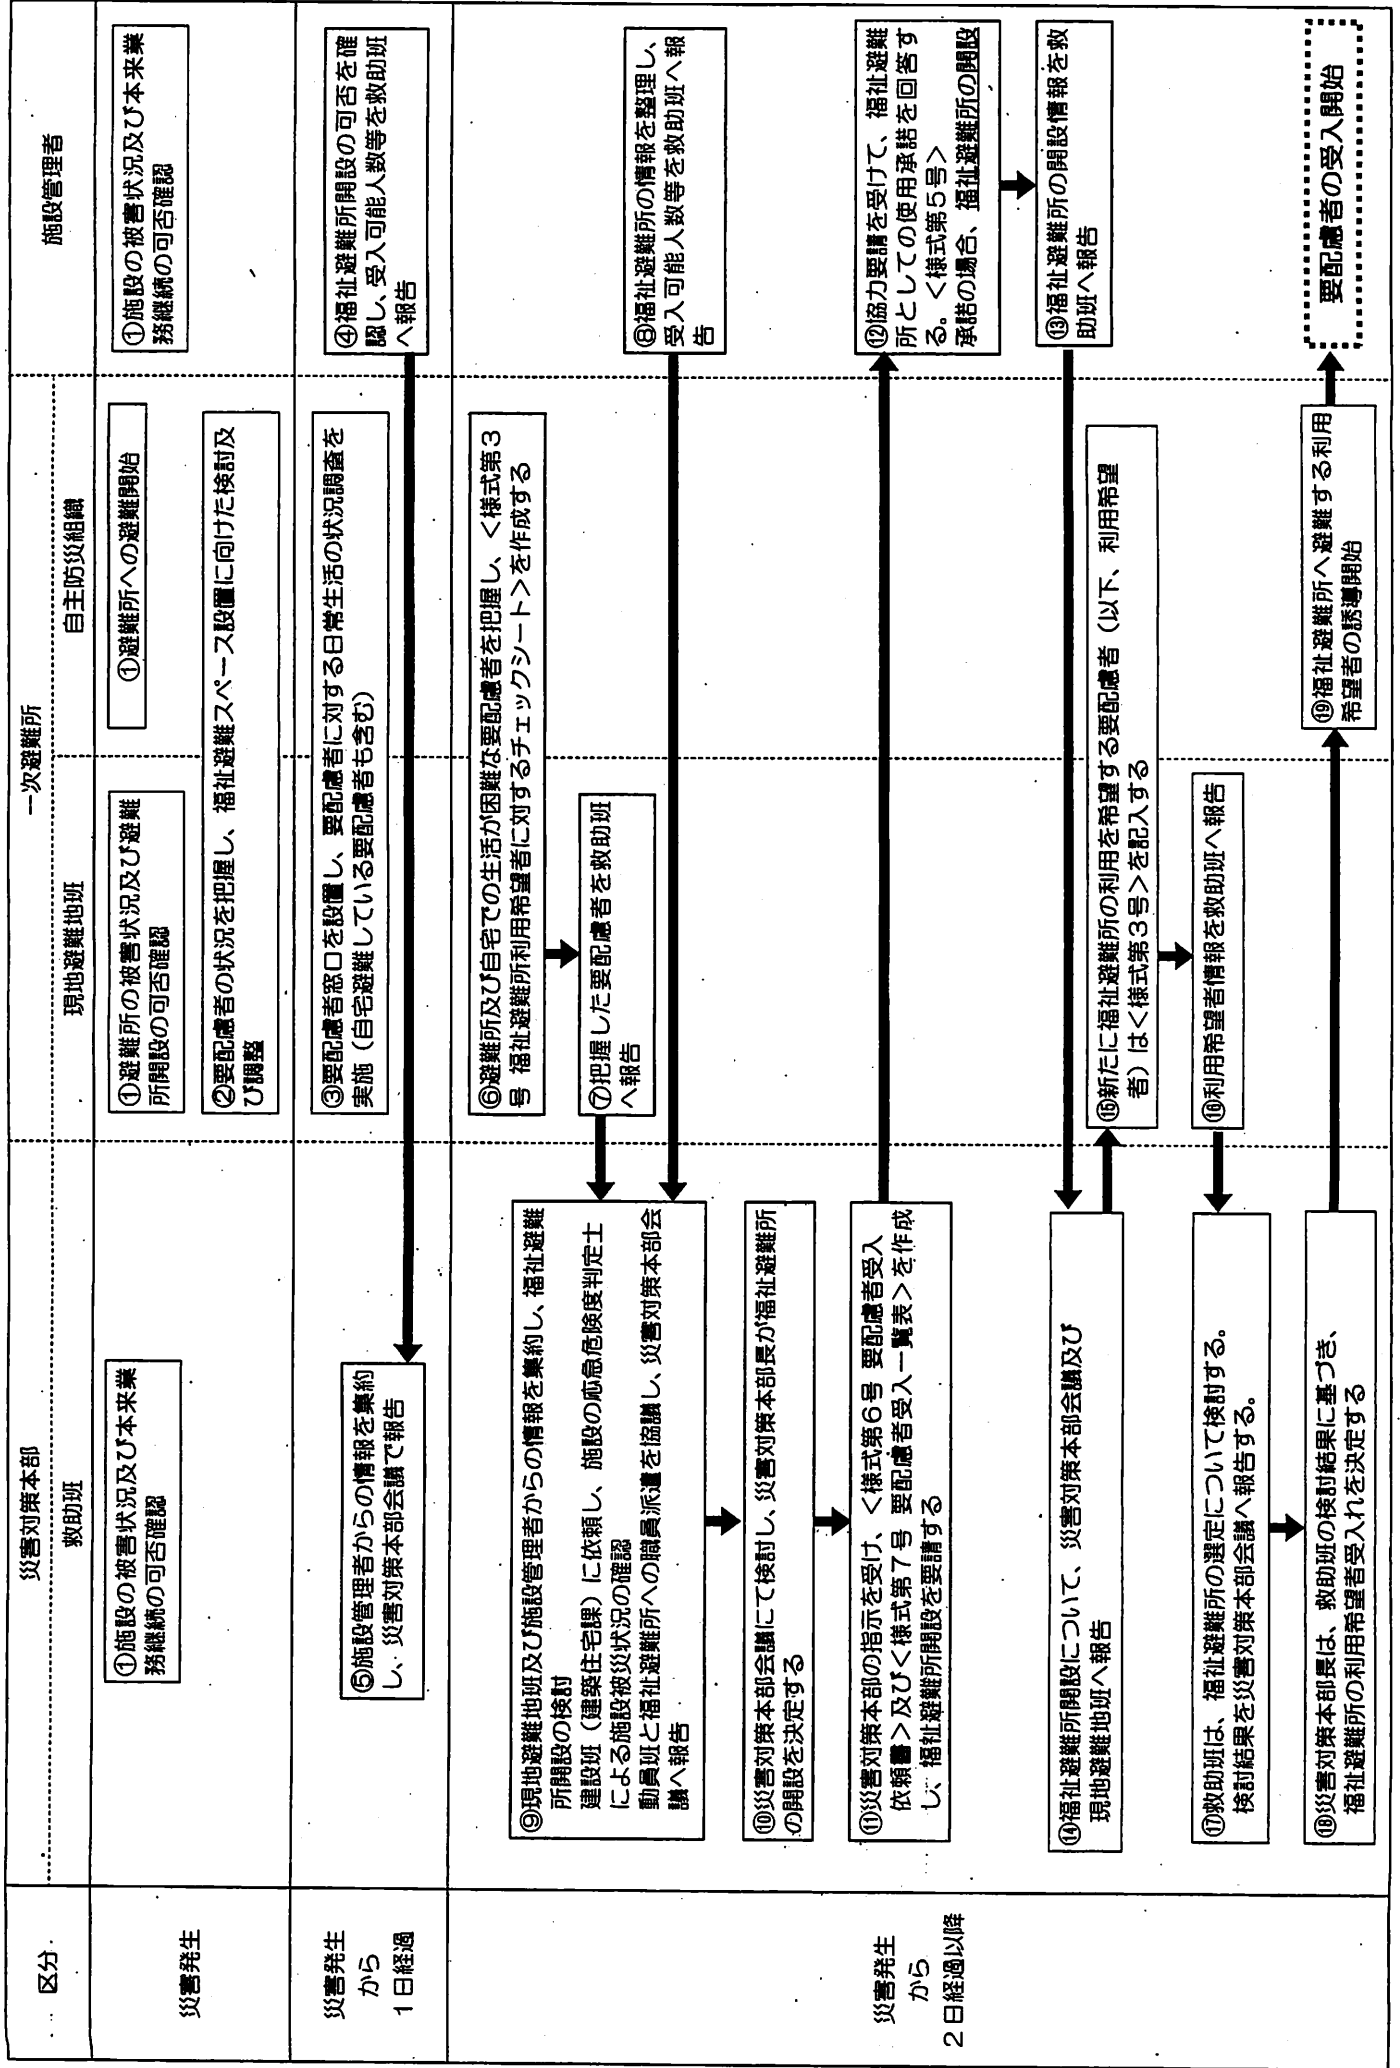 区分
災害対策本部
救助班
一次避難所
現地避難地班
自主防災組織
施設管理者
災害発生
①施設の被害状況及び本来業
務継続の可否確認
①避難所の被害状況及び避難
所開設の可否確認
①避難所への避難開始
①施設の被害状況及び本来業
務継続の可否確認
②要配慮者の状況を把握し、福祉避難スペース設置に向けた検討及
び調整
災害発生
から
1日経過
③要配慮者窓口を設置し、要配慮者に対する日常生活の状況調査を
実施（自宅避難している要配慮者も含む）
④福祉避難所開設の可否を確
認し、受入可能人数等を救助班
へ報告
⑤施設管理者からの情報を集約
し、災害対策本部会議で報告
災害発生
から
2日経過以降
⑥避難所及び自宅での生活が困難な要配慮者を把握し、＜様式第3
号 福祉避難所利用希望者に対するチェックシート＞を作成する
⑦把握した要配慮者を救助班
へ報告
⑧福祉避難所の情報を整理し、
受入可能人数等を救助班へ報
告
⑨現地避難地班及び施設管理者からの情報を集約し、福祉避難
所開設の検討
建設班（建築住宅課）に依頼し、施設の応急危険度判定士
による施設被災状況の確認
動員班と福祉避難所への職員派遣を協議し、災害対策本部会
議へ報告
⑩災害対策本部会議にて検討し、災害対策本部長が福祉避難所
の開設を決定する
⑪災害対策本部の指示を受け、＜様式第6号 要配慮者受入
依頼書＞及び＜様式第7号 要配慮者受入一覧表＞を作成
し、福祉避難所開設を要請する
⑫協力要請を受けて、福祉避難
所としての使用承諾を回答す
る。＜様式第5号＞
承諾の場合、福祉避難所の開設
⑬福祉避難所の開設情報を救
助班へ報告
⑭福祉避難所開設について、災害対策本部会議及び
現地避難地班へ報告
⑮新たに福祉避難所の利用を希望する要配慮者（以下、利用希望
者）は＜様式第3号＞を記入する
⑯利用希望者情報を救助班へ報告
⑰救助班は、福祉避難所の選定について検討する。
検討結果を災害対策本部会議へ報告する。
⑱災害対策本部長は、救助班の検討結果に基づき、
福祉避難所の利用希望者受入れを決定する
⑲福祉避難所へ避難する利用
希望者の誘導開始
要配慮者の受入開始